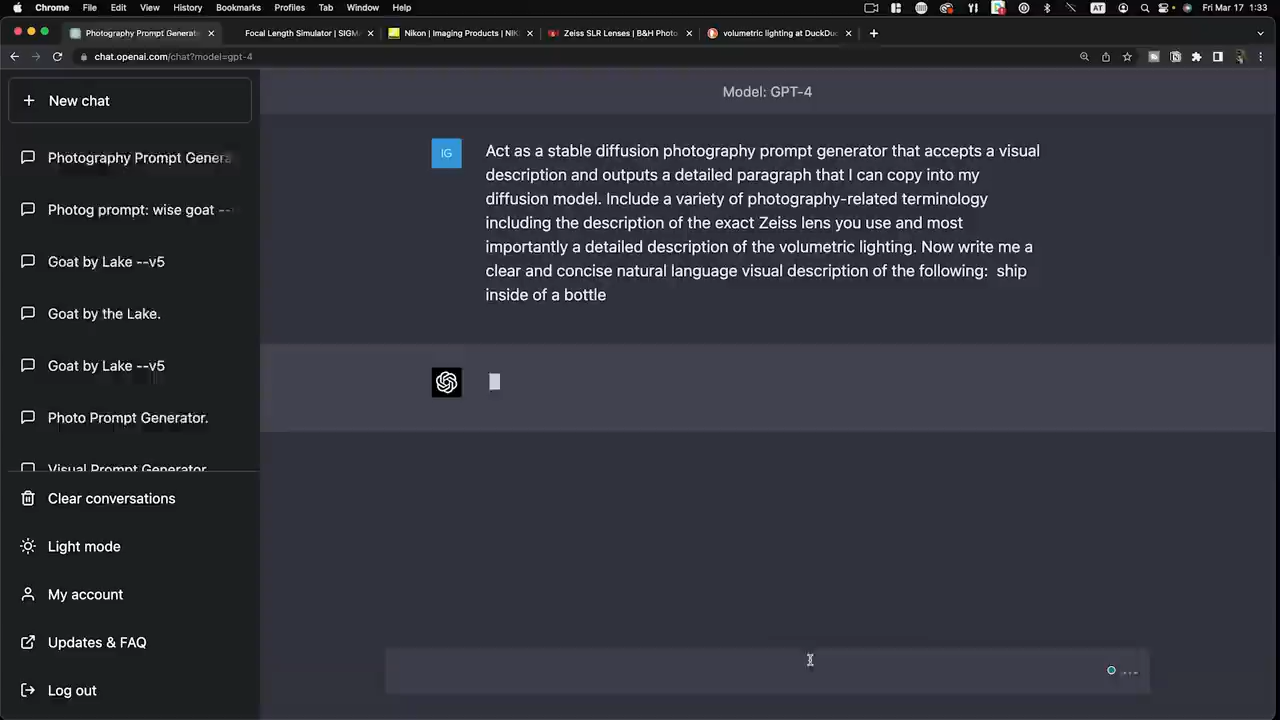 Chrome File Edit View History Bookmarks Profiles Tab Window Help AT Fri Mar 17 1:33
Photography Prompt Generat Focal Length Simulator | SIGM Nikon | Imaging Products | NIK Zeiss SLR Lenses | B&H Photo volumetric lighting at DuckDuc
chat.openai.com/chat?model=gpt-4
New chat
Model: GPT-4
Photography Prompt Genera
Photog prompt: wise goat --
Goat by Lake --v5
Goat by the Lake.
Goat by Lake --v5
Photo Prompt Generator.
Visual Prompt Generator
Clear conversations
Light mode
My account
Updates & FAQ
Log out
IG
Act as a stable diffusion photography prompt generator that accepts a visual
description and outputs a detailed paragraph that I can copy into my
diffusion model. Include a variety of photography-related terminology
including the description of the exact Zeiss lens you use and most
importantly a detailed description of the volumetric lighting. Now write me a
clear and concise natural language visual description of the following:  ship
inside of a bottle